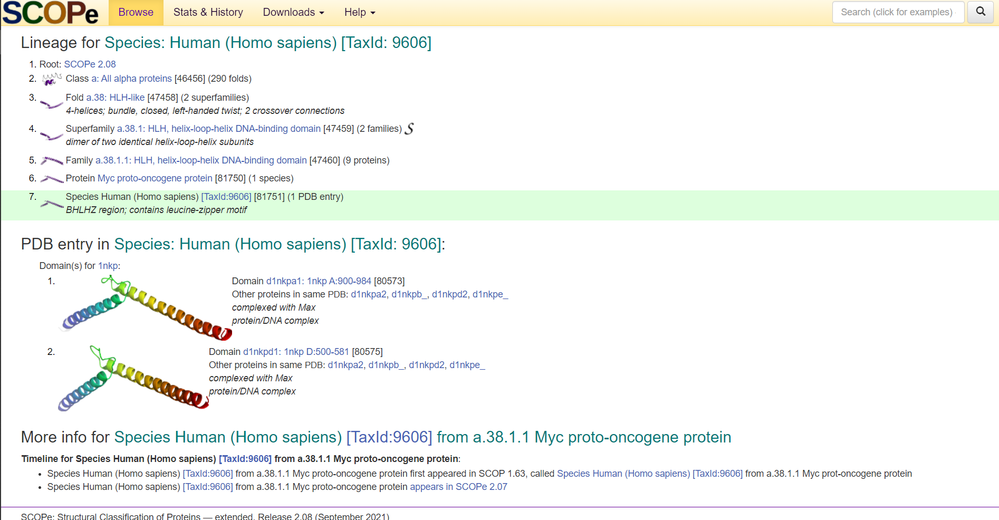 SCOPe Browse Stats & History Downloads Help Search (click for examples)
Lineage for Species: Human (Homo sapiens) [TaxId: 9606]
1. Root: SCOPe 2.08
2. Class a: All alpha proteins [46456] (290 folds)
3. Fold a.38: HLH-like [47458] (2 superfamilies)
4-helices; bundle, closed, left-handed twist; 2 crossover connections
4. Superfamily a.38.1: HLH, helix-loop-helix DNA-binding domain [47459] (2 families) S
dimer of two identical helix-loop-helix subunits
5. Family a.38.1.1: HLH, helix-loop-helix DNA-binding domain [47460] (9 proteins)
6. Protein Myc proto-oncogene protein [81750] (1 species)
7. Species Human (Homo sapiens) [TaxId:9606] [81751] (1 PDB entry)
BHLHZ region; contains leucine-zipper motif
PDB entry in Species: Human (Homo sapiens) [TaxId: 9606]:
Domain(s) for 1nkp:
1. Domain d1nkpa1: 1nkp A:900-984 [80573]
Other proteins in same PDB: d1nkpa2, d1nkpb_, d1nkpd2, d1nkpe_
complexed with Max
protein/DNA complex
2. Domain d1nkpd1: 1nkp D:500-581 [80575]
Other proteins in same PDB: d1nkpa2, d1nkpb_, d1nkpd2, d1nkpe_
complexed with Max
protein/DNA complex
More info for Species Human (Homo sapiens) [TaxId:9606] from a.38.1.1 Myc proto-oncogene protein
Timeline for Species Human (Homo sapiens) [TaxId:9606] from a.38.1.1 Myc proto-oncogene protein:
• Species Human (Homo sapiens) [TaxId:9606] from a.38.1.1 Myc proto-oncogene protein first appeared in SCOP 1.63, called Species Human (Homo sapiens) [TaxId:9606] from a.38.1.1 Myc prot-oncogene protein
• Species Human (Homo sapiens) [TaxId:9606] from a.38.1.1 Myc proto-oncogene protein appears in SCOPe 2.07
SCOPe: Structural Classification of Proteins — extended. Release 2.08 (September 2021)